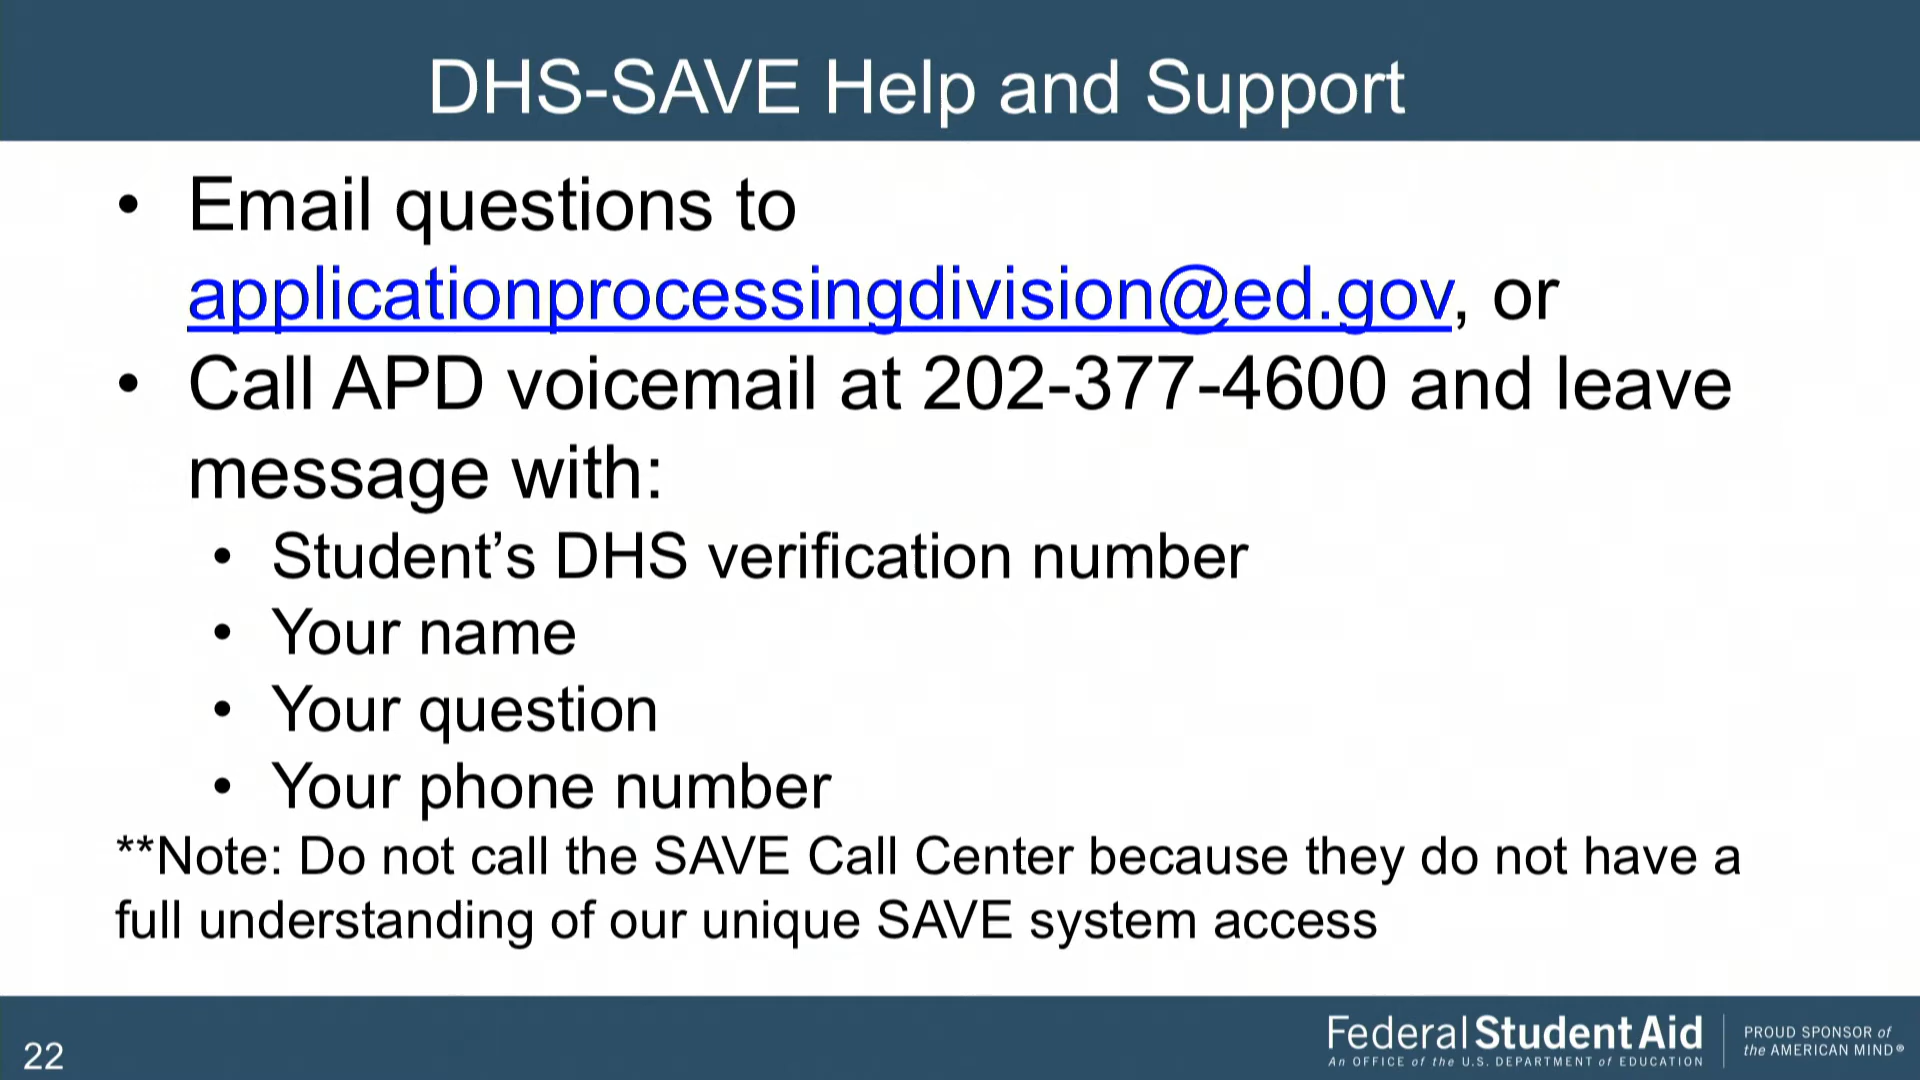 DHS-SAVE Help and Support
• Email questions to
applicationprocessingdivision@ed.gov, or
• Call APD voicemail at 202-377-4600 and leave
message with:
• Student’s DHS verification number
• Your name
• Your question
• Your phone number
**Note: Do not call the SAVE Call Center because they do not have a
full understanding of our unique SAVE system access
22
Federal Student Aid
An OFFICE of the U.S. DEPARTMENT of EDUCATION
PROUD SPONSOR of
the AMERICAN MIND®